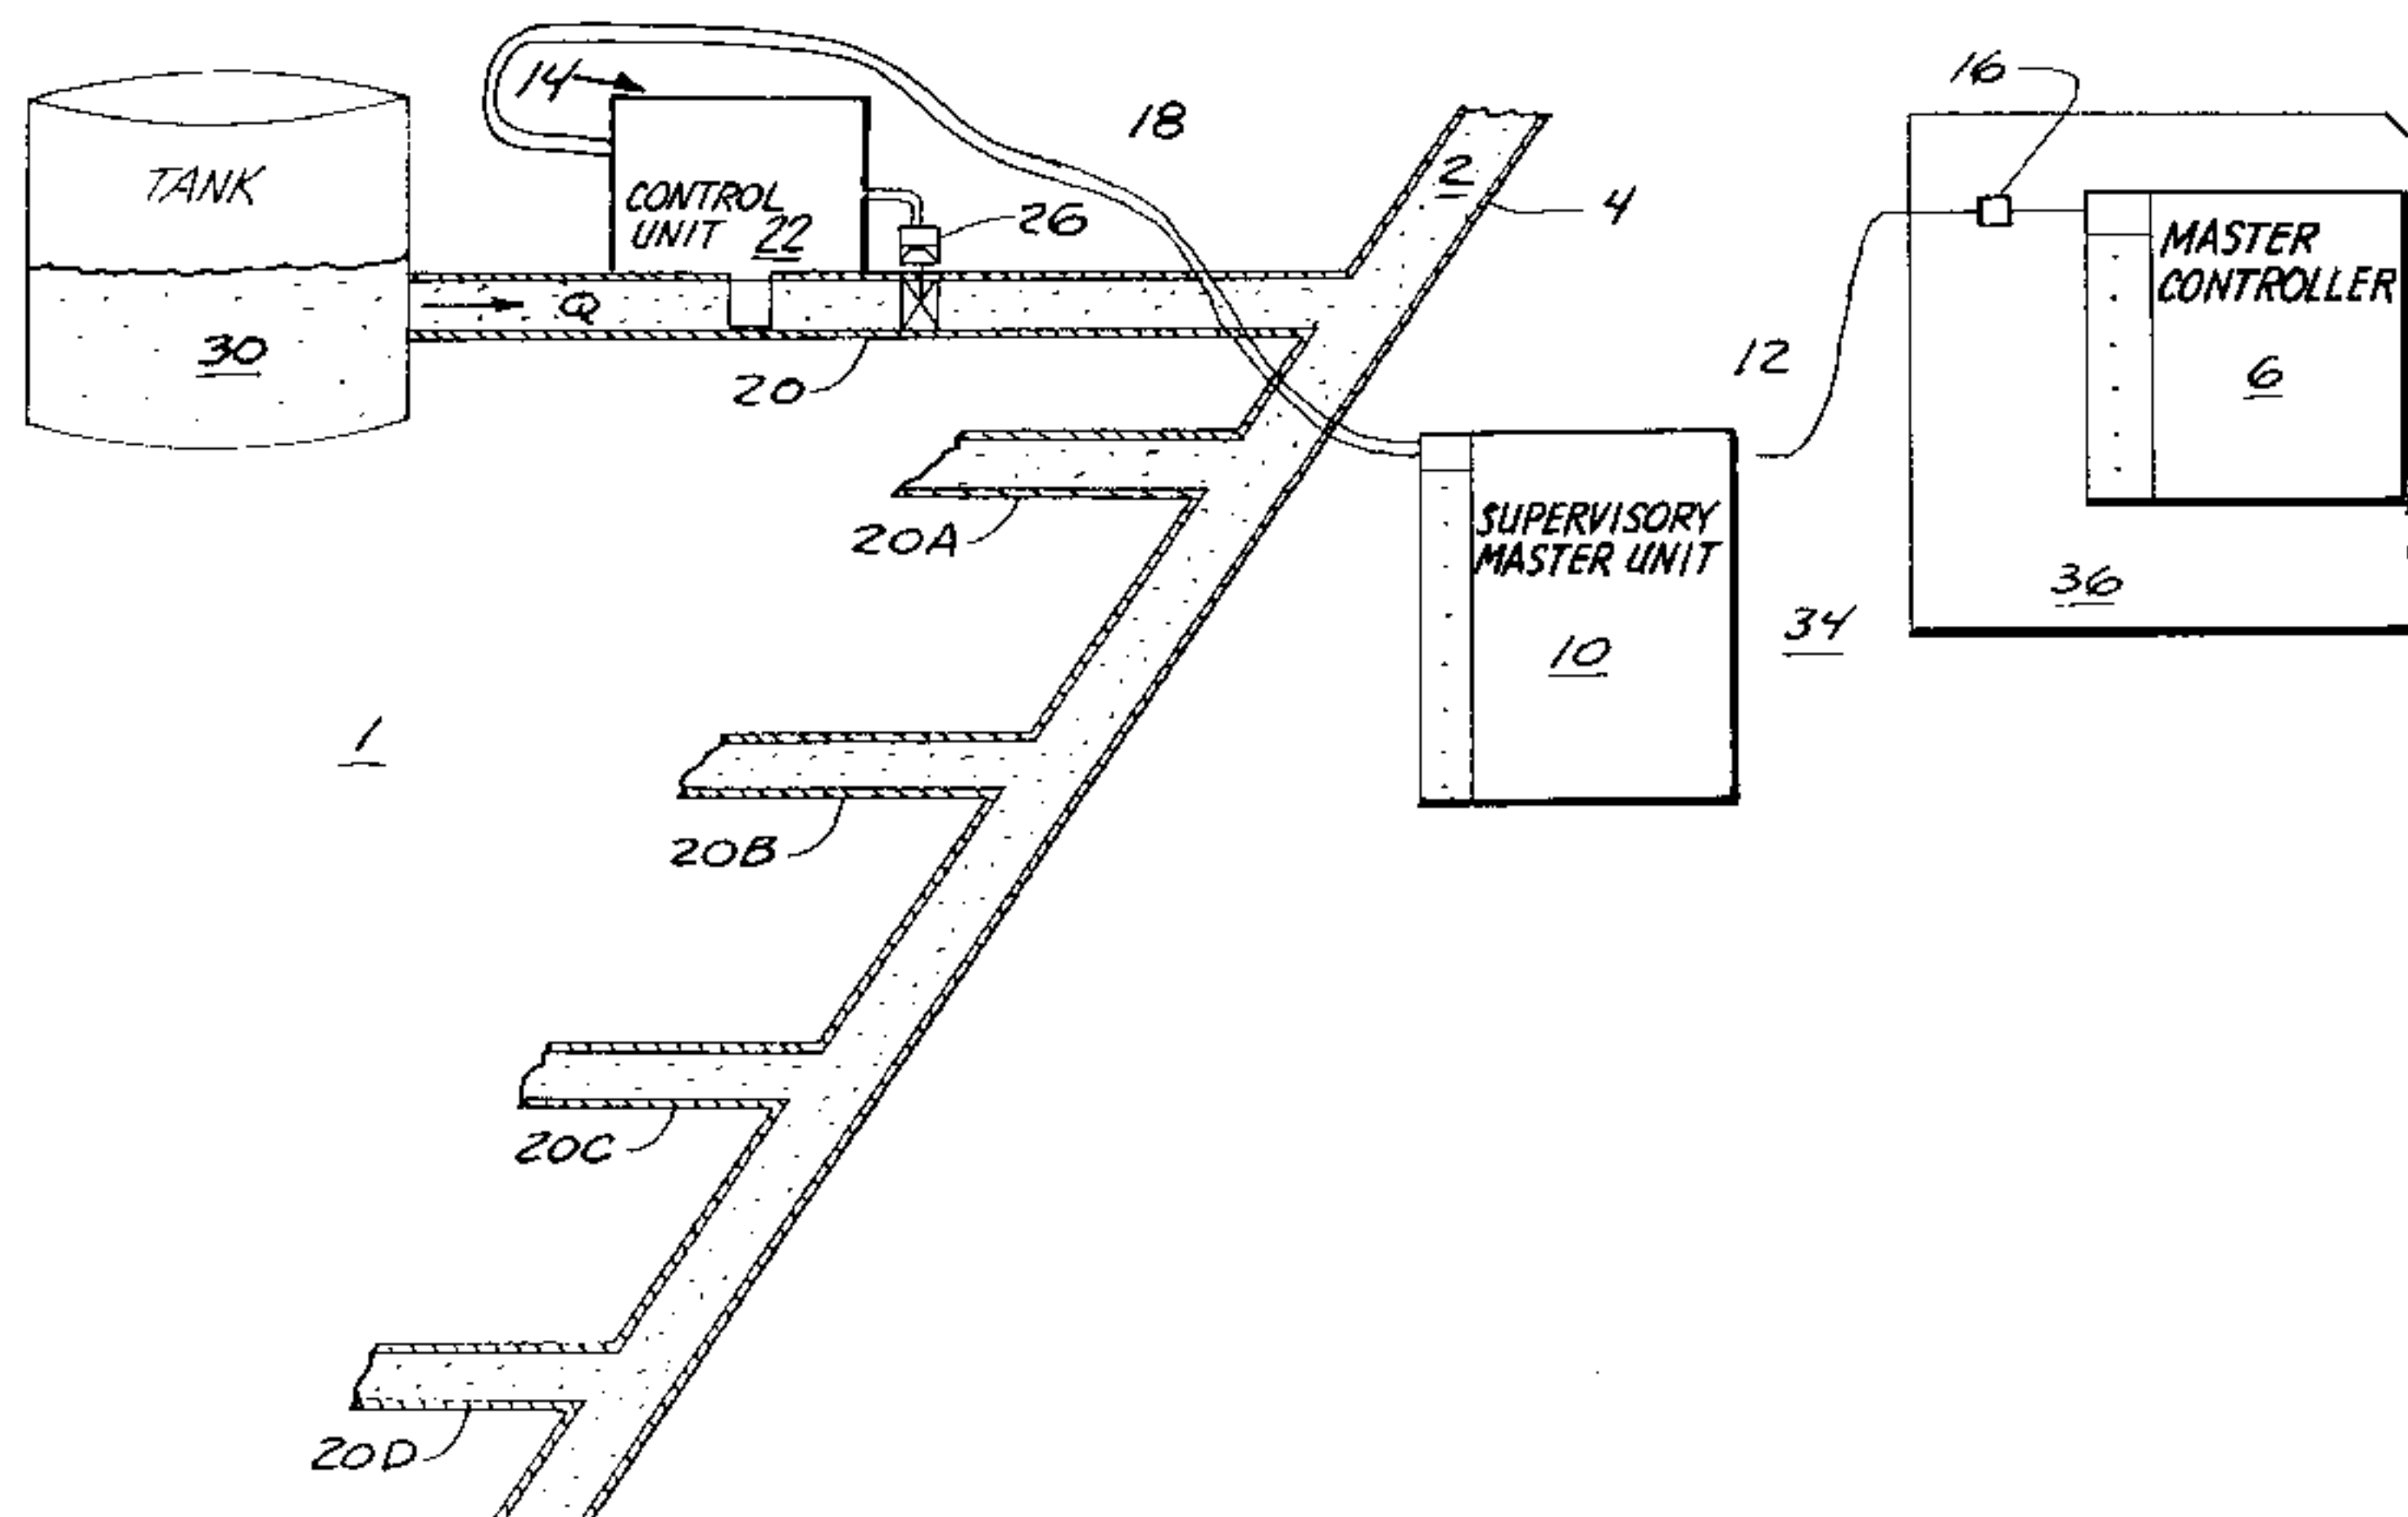 16
14
18
2
TANK
CONTROL
UNIT 22
26
4
MASTER
CONTROLLER
Q
30
20
12
6
20A
SUPERVISORY
MASTER UNIT
36
34
10
1
20B
20C
20D